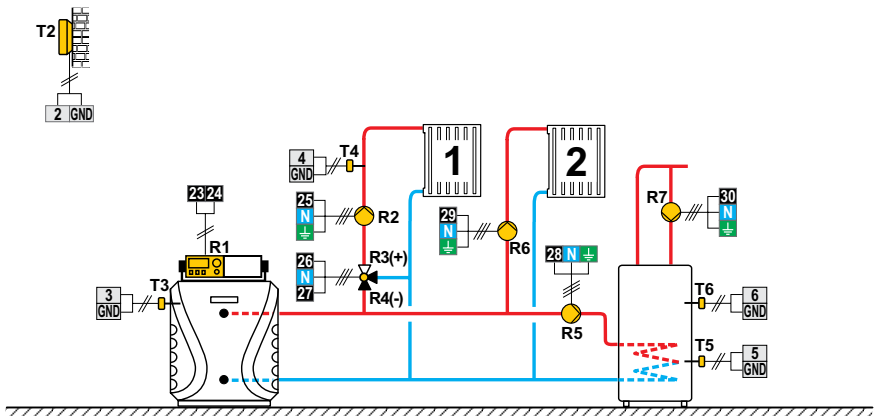 T2
2 GND
4
GND
T4
1
2
25
N
R2
29
N
R6
R7
30
N
23 24
R1
26
N
27
R3(+)
R4(-)
28 N
R5
3
GND
T3
T6
6
GND
T5
5
GND